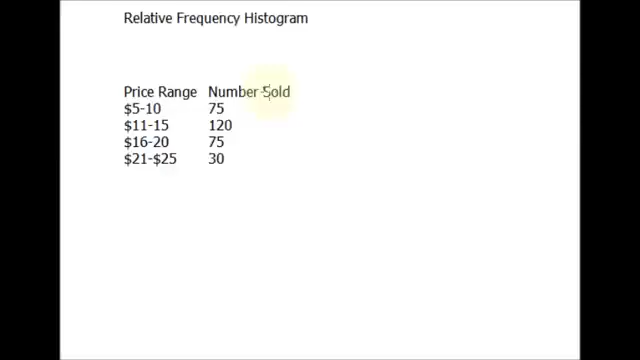 Relative Frequency Histogram
Price Range Number Sold
$5-10 75
$11-15 120
$16-20 75
$21-$25 30